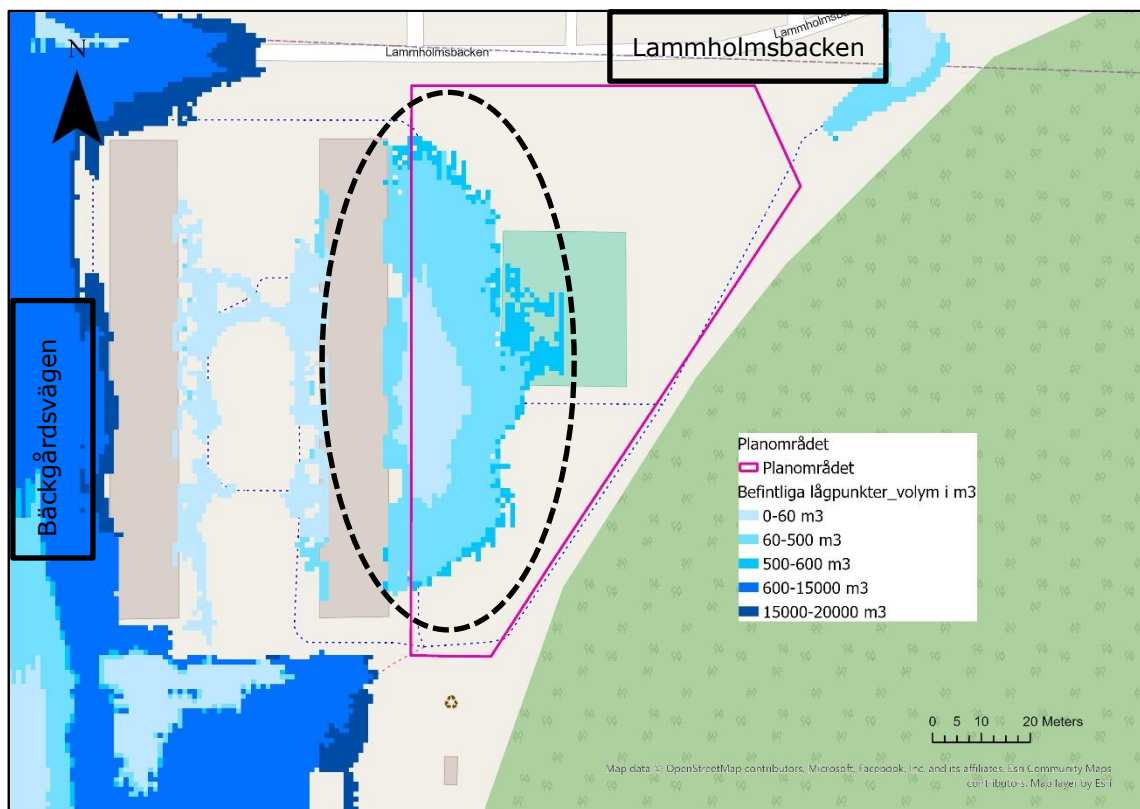 Lammholmsbacken
Lammholmsba
Lammholmsbacken
N
Bäckgårdsvägen
Planområdet
Planområdet
Befintliga lågpunkter_volym i m3
0-60 m3
60-500 m3
500-600 m3
600-15000 m3
15000-20000 m3
0 5 10 20 Meters
Map data © OpenStreetMap contributors, Microsoft, Facebook, Inc. and its affiliates, Esri Community Maps
contributors, Map layer by Esri